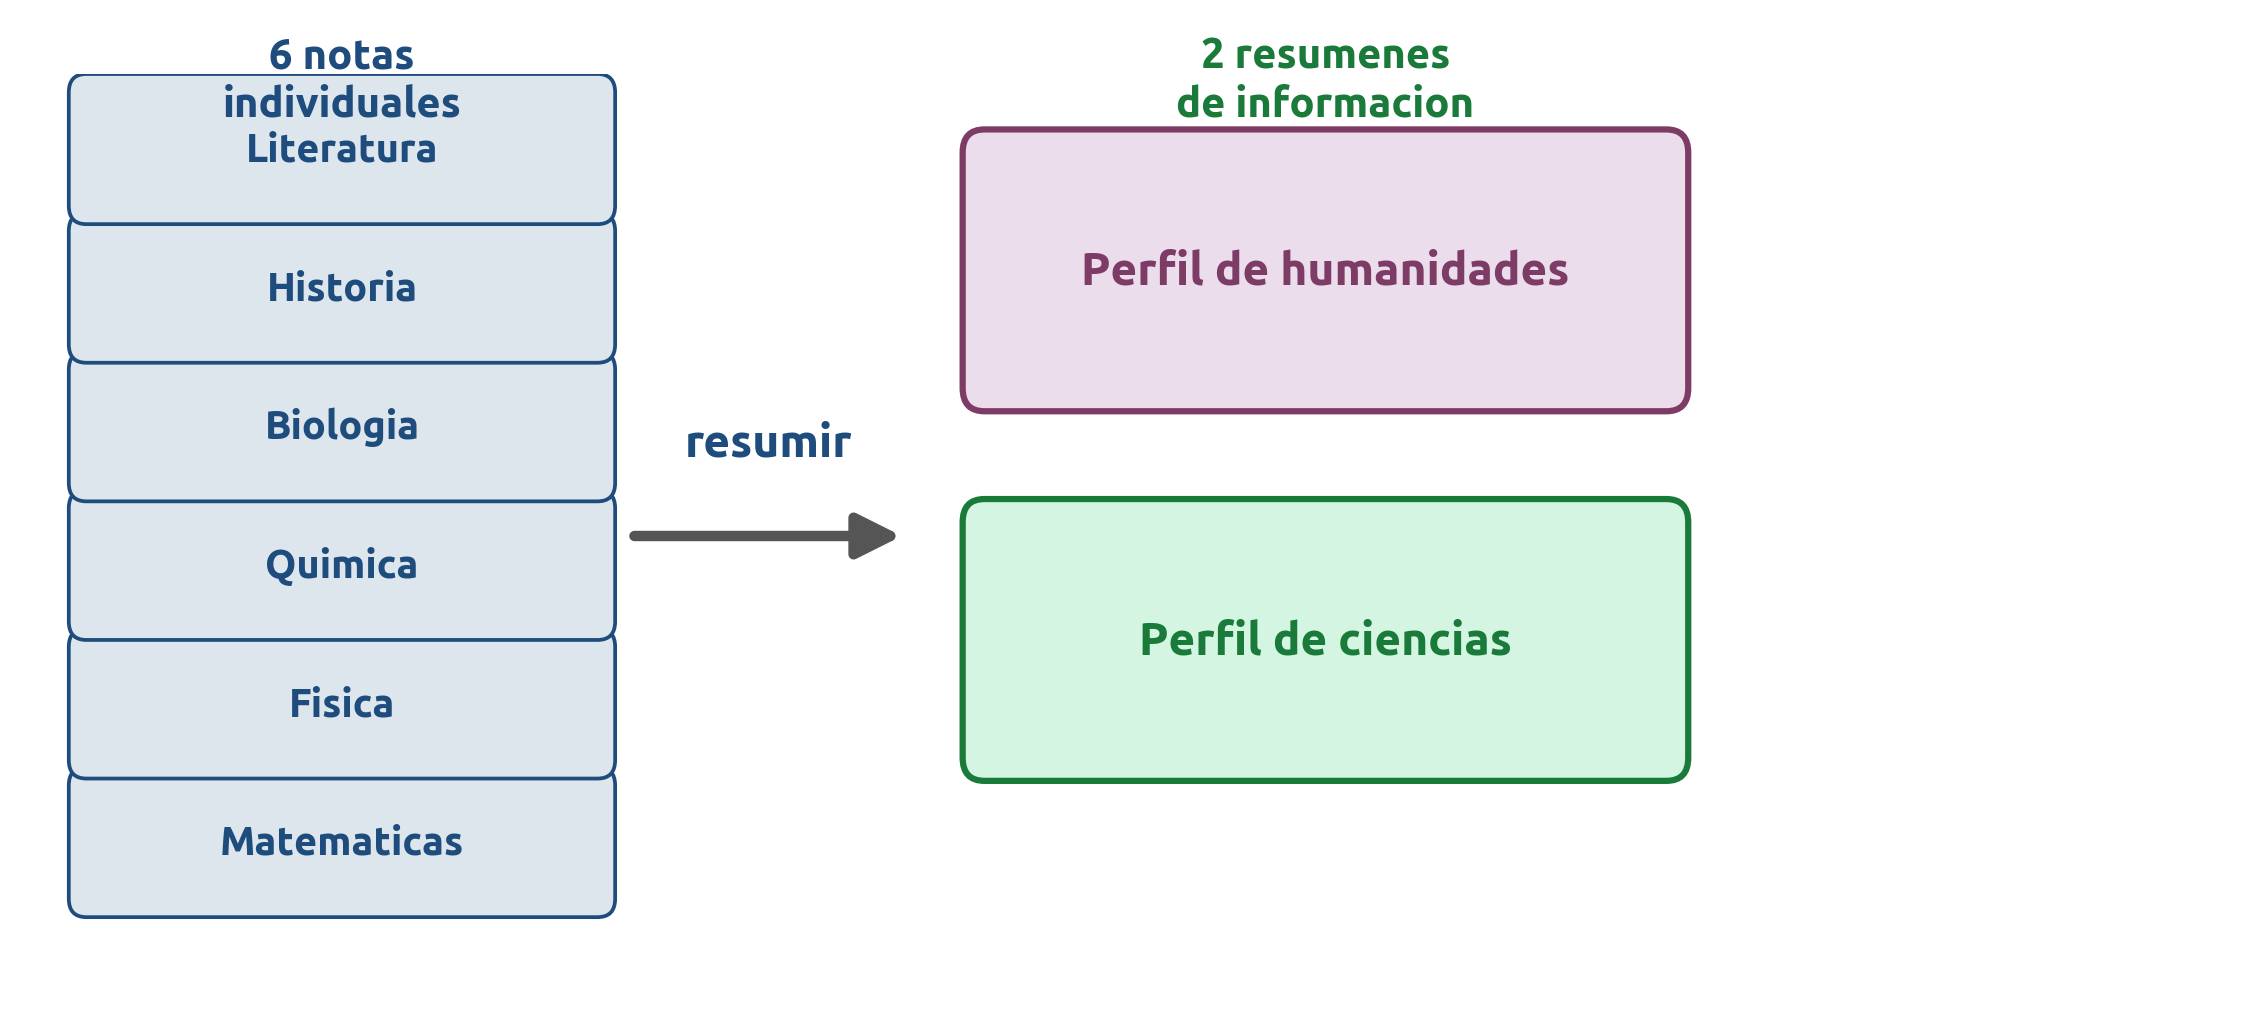 6 notas
individuales
Literatura
Historia
Biologia
Quimica
Fisica
Matematicas
resumir
2 resumenes
de informacion
Perfil de humanidades
Perfil de ciencias